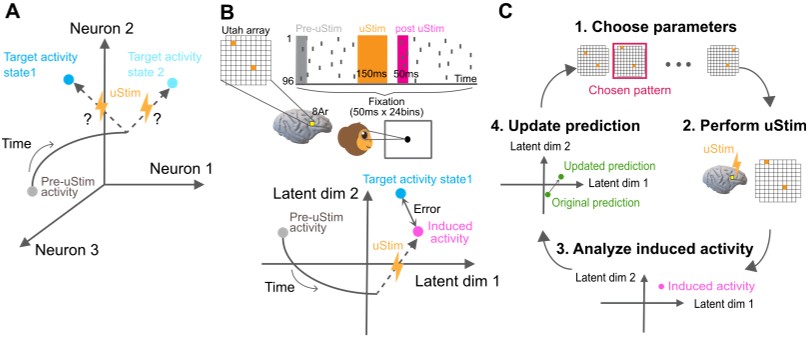 A
Neuron 2
Target activity
state1
Target activity
state 2
uStim
?
?
Time
Pre-uStim
activity
Neuron 1
Neuron 3
B
Utah array
Pre-uStim
uStim
post uStim
1
96
150ms
50ms
Time
Fixation
(50ms x 24bins)
8Ar
Latent dim 2
Target activity state1
Pre-uStim
activity
Error
Induced
activity
uStim
Time
Latent dim 1
C
1. Choose parameters
Chosen pattern
4. Update prediction
Latent dim 2
Updated prediction
Latent dim 1
Original prediction
2. Perform uStim
uStim
3. Analyze induced activity
Latent dim 2
Induced activity
Latent dim 1